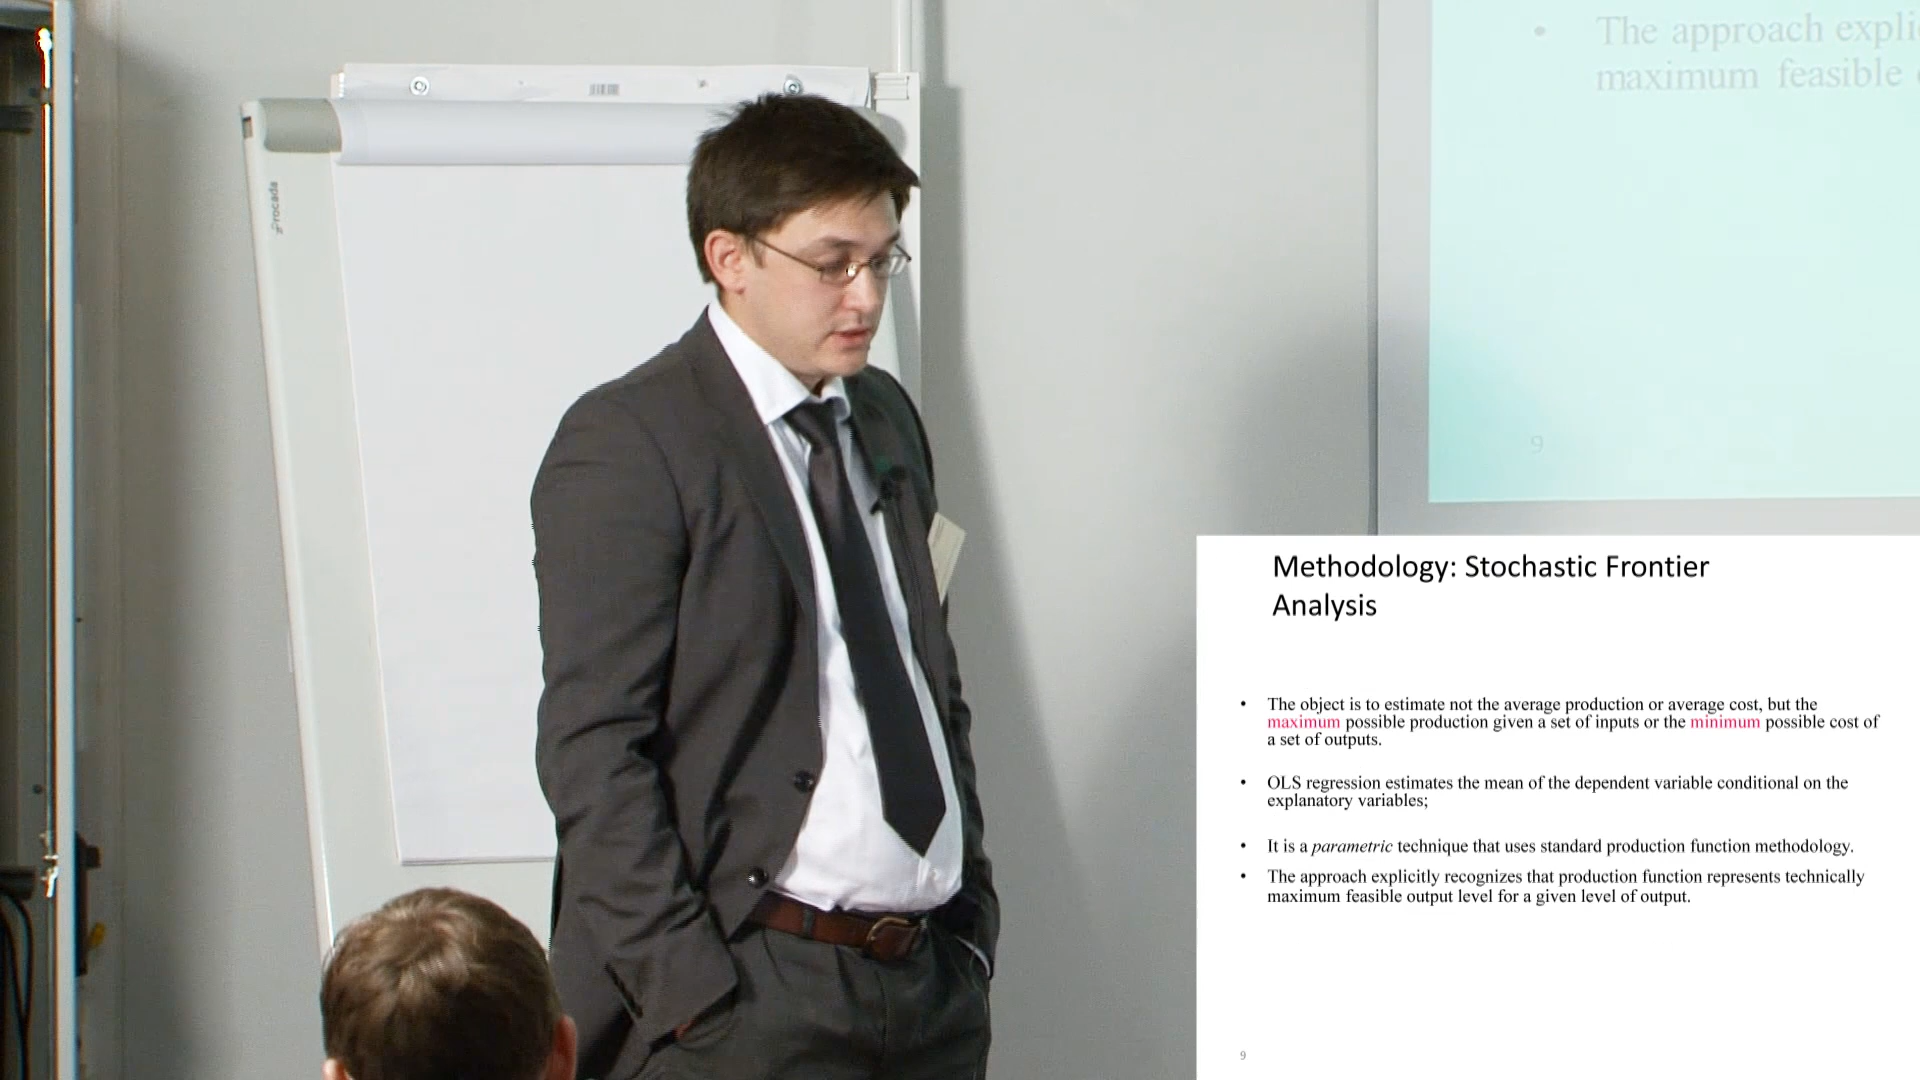 rocada
• The approach expli
maximum feasible
9
Methodology: Stochastic Frontier
Analysis
• The object is to estimate not the average production or average cost, but the
maximum possible production given a set of inputs or the minimum possible cost of
a set of outputs.
• OLS regression estimates the mean of the dependent variable conditional on the
explanatory variables;
• It is a parametric technique that uses standard production function methodology.
• The approach explicitly recognizes that production function represents technically
maximum feasible output level for a given level of output.
9